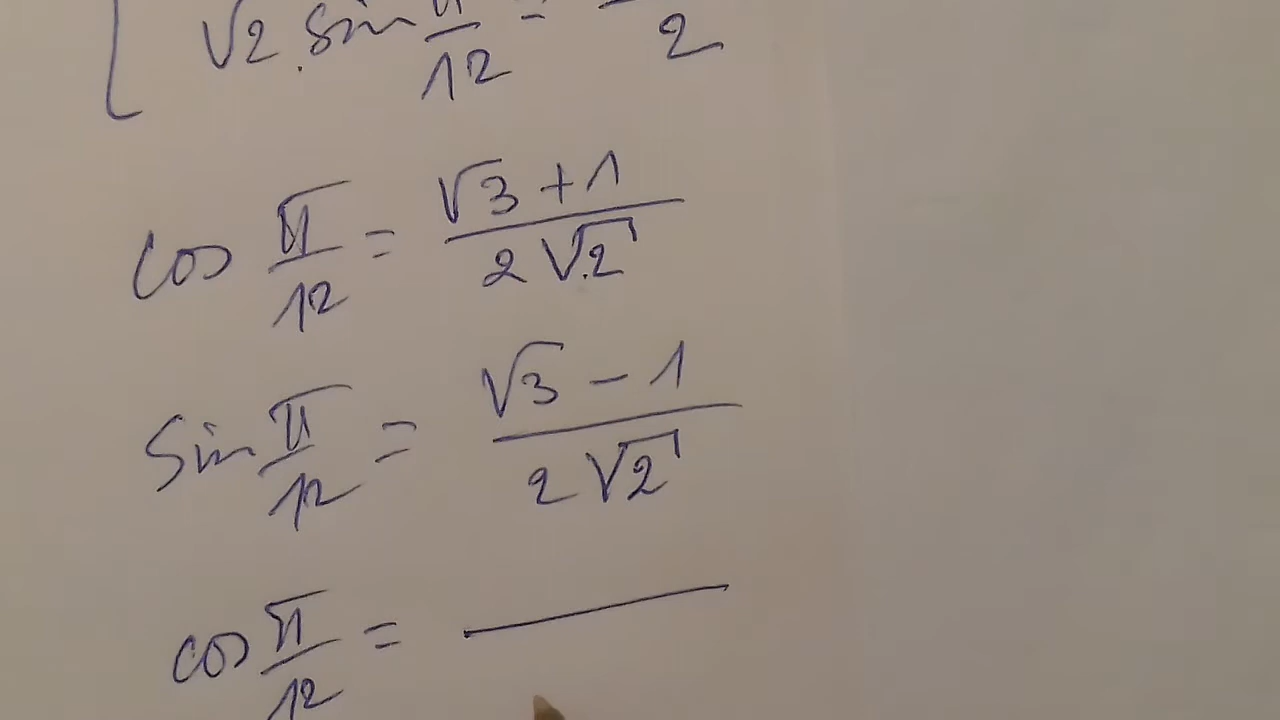 √2 . sin π/12 = /2
cos π/12 = √3 + 1 / 2√2
sin π/12 = √3 - 1 / 2√2
cos π/12 =